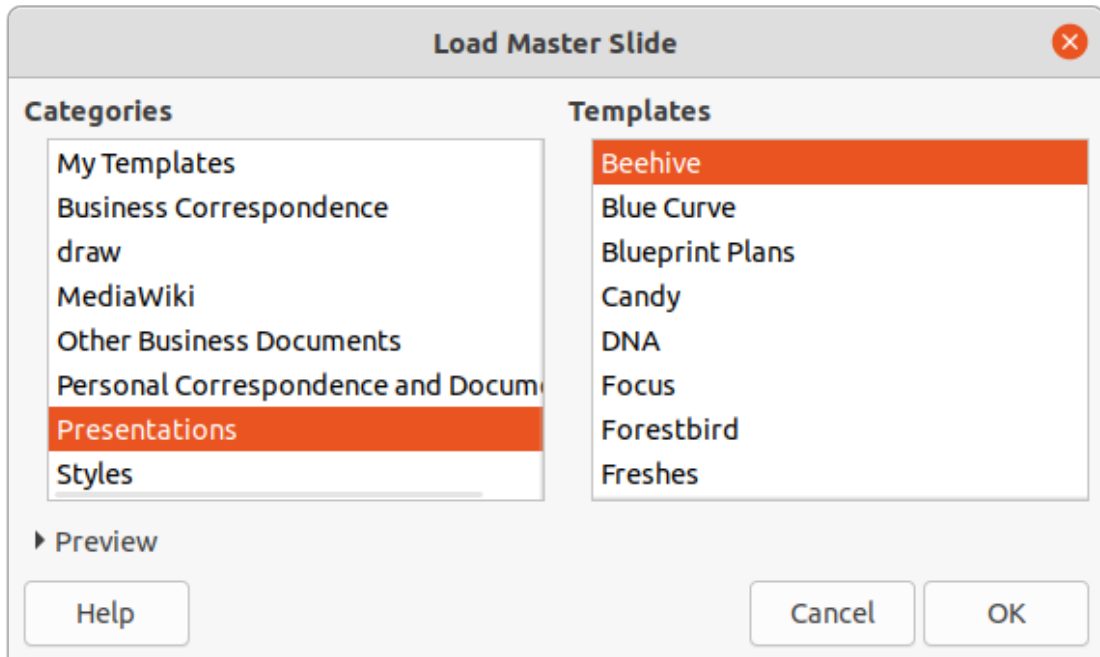 Load Master Slide
Categories
My Templates
Business Correspondence
draw
MediaWiki
Other Business Documents
Personal Correspondence and Docum
Presentations
Styles
Templates
Beehive
Blue Curve
Blueprint Plans
Candy
DNA
Focus
Forestbird
Freshes
Preview
Help
Cancel
OK